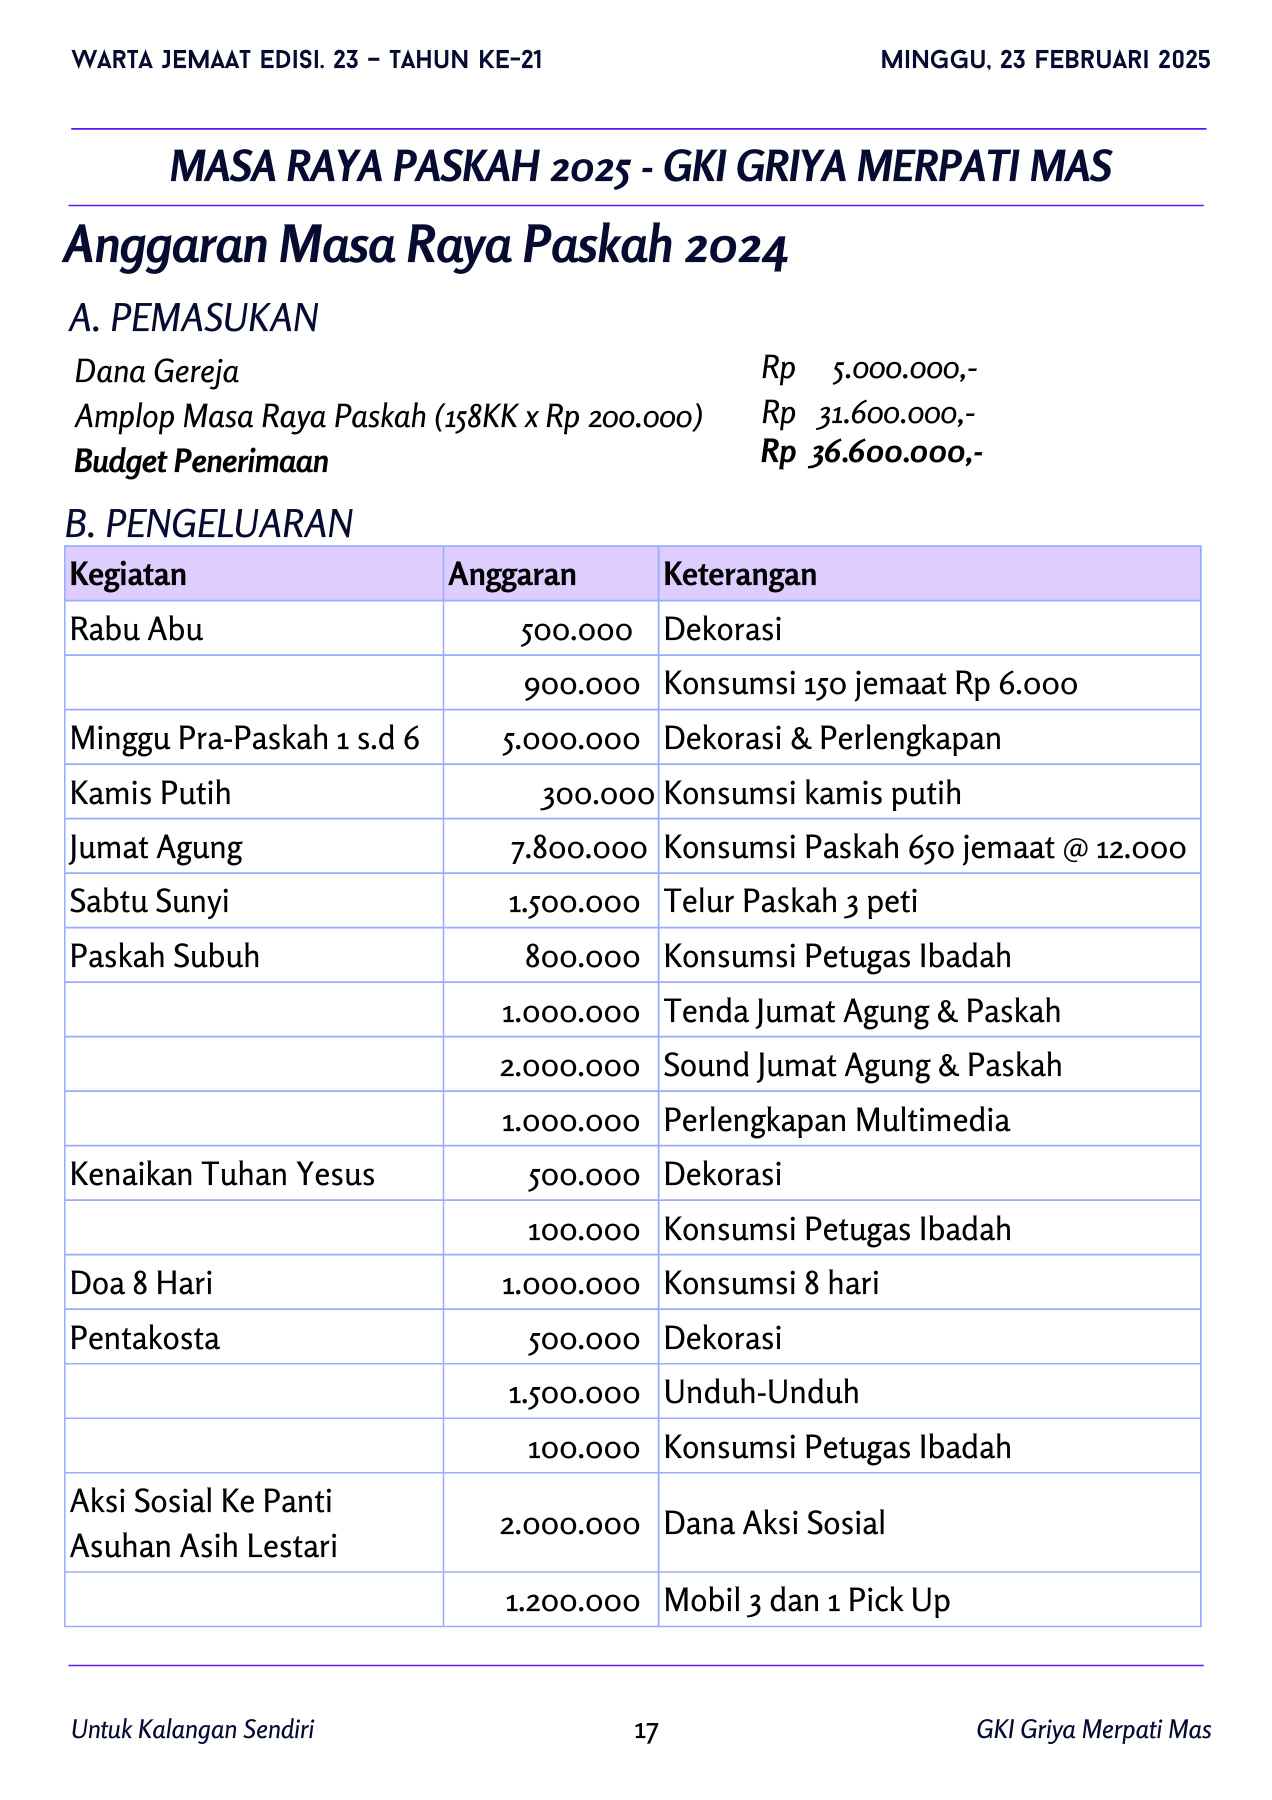 WARTA JEMAAT EDISI. 23 – TAHUN KE-21 MINGGU, 23 FEBRUARI 2025
MASA RAYA PASKAH 2025 - GKI GRIYA MERPATI MAS
Anggaran Masa Raya Paskah 2024
A. PEMASUKAN
Dana Gereja Rp 5.000.000,-
Amplop Masa Raya Paskah (158KK x Rp 200.000) Rp 31.600.000,-
Budget Penerimaan Rp 36.600.000,-
B. PENGELUARAN
Kegiatan Anggaran Keterangan
Rabu Abu 500.000 Dekorasi
900.000 Konsumsi 150 jemaat Rp 6.000
Minggu Pra-Paskah 1 s.d 6 5.000.000 Dekorasi & Perlengkapan
Kamis Putih 300.000 Konsumsi kamis putih
Jumat Agung 7.800.000 Konsumsi Paskah 650 jemaat @ 12.000
Sabtu Sunyi 1.500.000 Telur Paskah 3 peti
Paskah Subuh 800.000 Konsumsi Petugas Ibadah
1.000.000 Tenda Jumat Agung & Paskah
2.000.000 Sound Jumat Agung & Paskah
1.000.000 Perlengkapan Multimedia
Kenaikan Tuhan Yesus 500.000 Dekorasi
100.000 Konsumsi Petugas Ibadah
Doa 8 Hari 1.000.000 Konsumsi 8 hari
Pentakosta 500.000 Dekorasi
1.500.000 Unduh-Unduh
100.000 Konsumsi Petugas Ibadah
Aksi Sosial Ke Panti
Asuhan Asih Lestari 2.000.000 Dana Aksi Sosial
1.200.000 Mobil 3 dan 1 Pick Up
Untuk Kalangan Sendiri 17 GKI Griya Merpati Mas